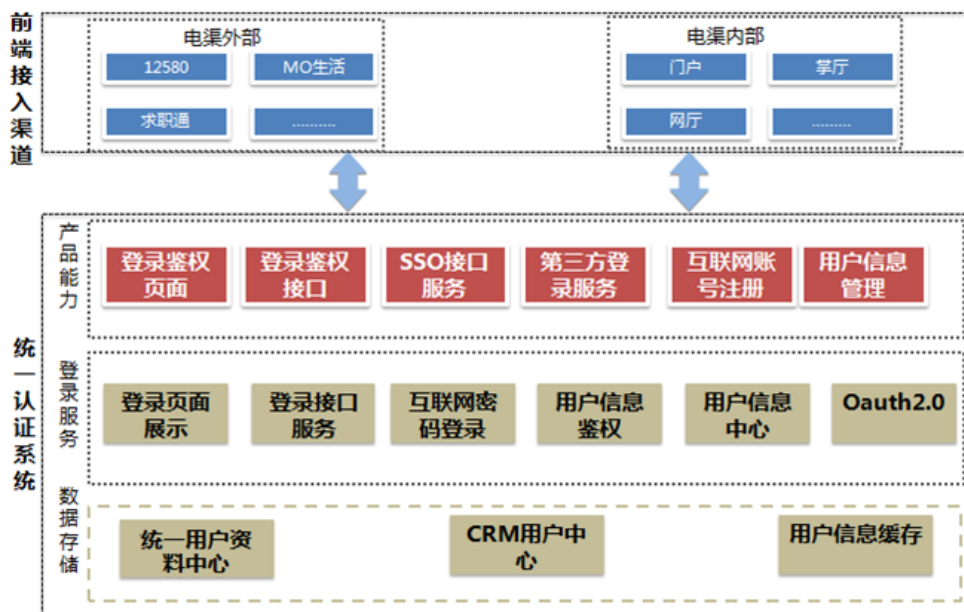 前端接入渠道
电渠外部
电渠内部
12580
MO生活
门户
掌厅
求职通
.........
网厅
.........
统一认证系统
产品能力
登录鉴权
页面
登录鉴权
接口
SSO接口
服务
第三方登
录服务
互联网账
号注册
用户信息
管理
登录服务
登录页面
展示
登录接口
服务
互联网密
码登录
用户信息
鉴权
用户信息
中心
Oauth2.0
数据存储
统一用户资
料中心
CRM用户中
心
用户信息缓存